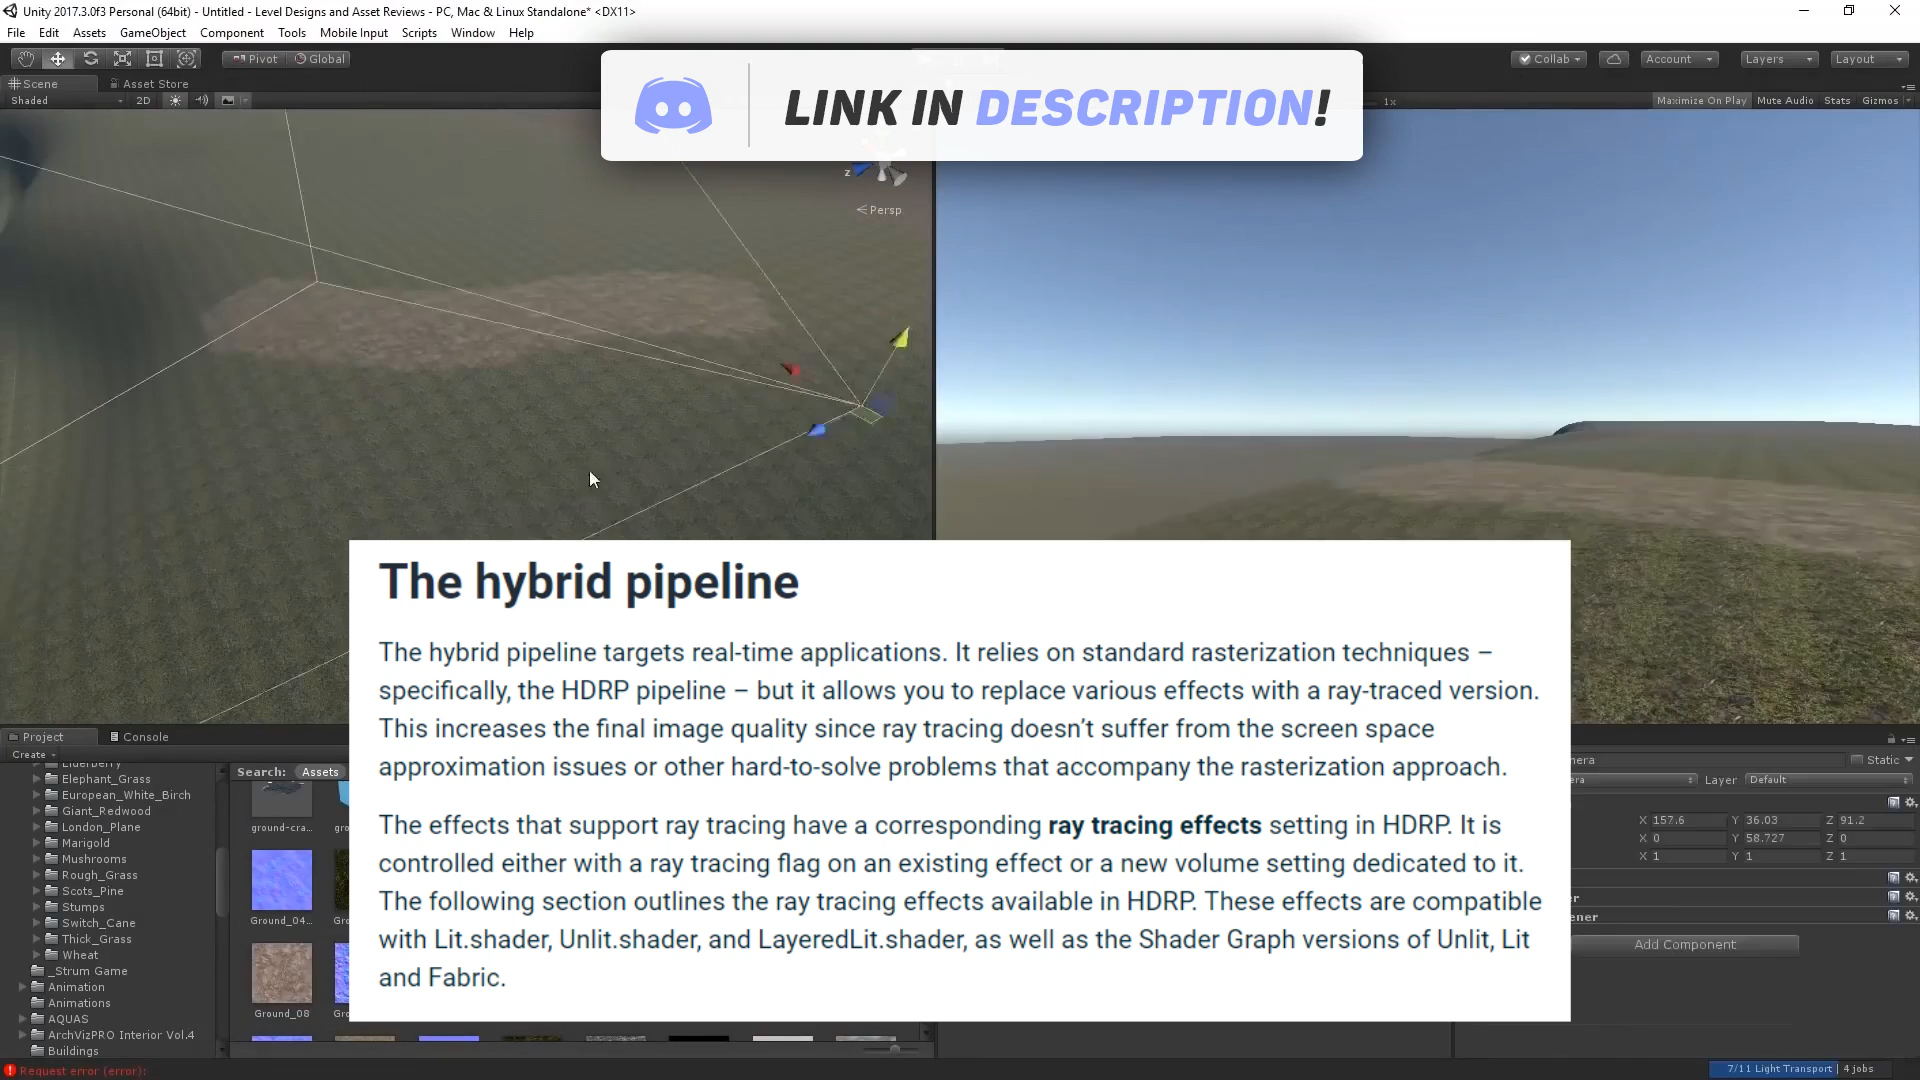 Unity 2017.3.0f3 Personal (64bit) - Untitled - Level Designs and Asset Reviews - PC, Mac & Linux Standalone* <DX11>
File Edit Assets GameObject Component Tools Mobile Input Scripts Window Help
Pivot Global
Collab Account Layers Layout
Scene Asset Store
Shaded 2D
1x Maximize On Play Mute Audio Stats Gizmos
LINK IN DESCRIPTION!
z
Persp
The hybrid pipeline
The hybrid pipeline targets real-time applications. It relies on standard rasterization techniques –
specifically, the HDRP pipeline – but it allows you to replace various effects with a ray-traced version.
This increases the final image quality since ray tracing doesn’t suffer from the screen space
approximation issues or other hard-to-solve problems that accompany the rasterization approach.
The effects that support ray tracing have a corresponding ray tracing effects setting in HDRP. It is
controlled either with a ray tracing flag on an existing effect or a new volume setting dedicated to it.
The following section outlines the ray tracing effects available in HDRP. These effects are compatible
with Lit.shader, Unlit.shader, and LayeredLit.shader, as well as the Shader Graph versions of Unlit, Lit
and Fabric.
Project Console
Create
Elephant_Grass
European_White_Birch
Giant_Redwood
London_Plane
Marigold
Mushrooms
Rough_Grass
Scots_Pine
Stumps
Switch_Cane
Thick_Grass
Wheat
_Strum Game
Animation
Animations
AQUAS
ArchVizPRO Interior Vol.4
Buildings
Search: Assets
ground-cra...
Ground_04...
Ground_08
Static
Layer Default
X 157.6 Y 36.03 Z 91.2
X 0 Y 58.727 Z 0
X 1 Y 1 Z 1
Add Component
Request error (error):
7/11 Light Transport | 4 jobs